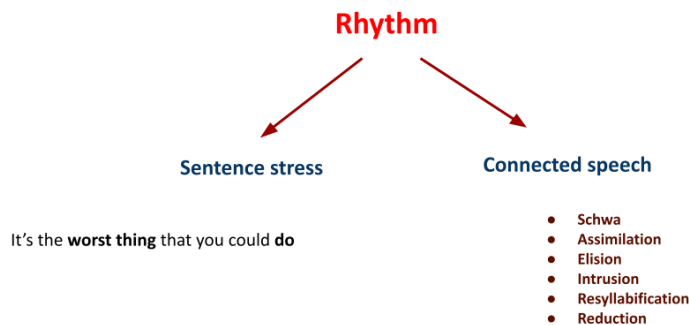 Rhythm
Sentence stress
Connected speech
It’s the worst thing that you could do
● Schwa
● Assimilation
● Elision
● Intrusion
● Resyllabification
● Reduction